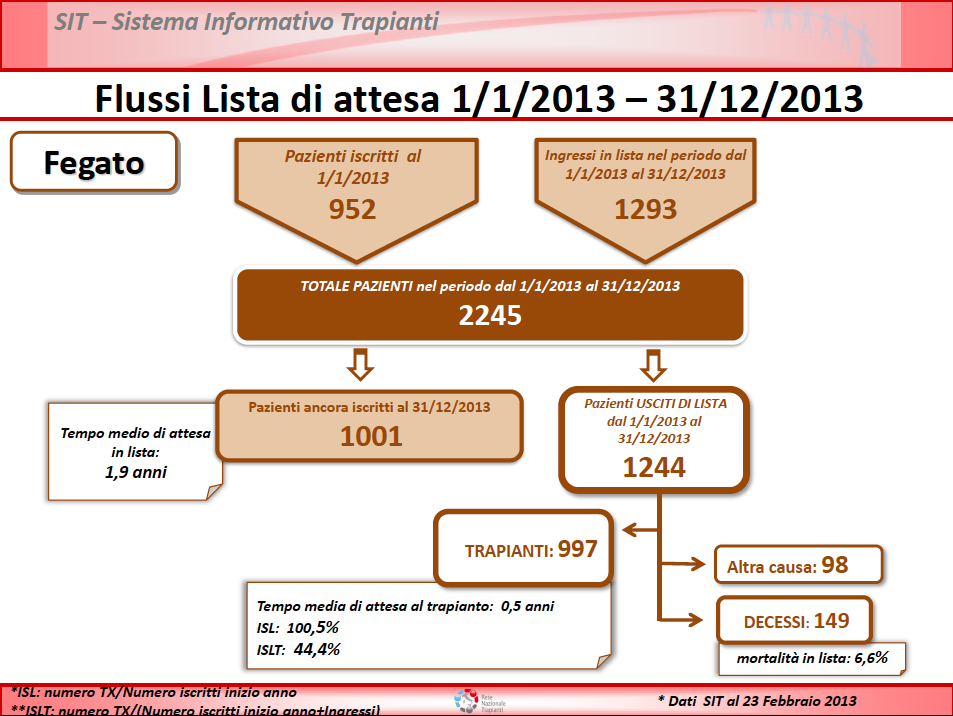 SIT – Sistema Informativo Trapianti
Flussi Lista di attesa 1/1/2013 – 31/12/2013
Fegato
Pazienti iscritti al
1/1/2013
952
Ingressi in lista nel periodo dal
1/1/2013 al 31/12/2013
1293
TOTALE PAZIENTI nel periodo dal 1/1/2013 al 31/12/2013
2245
Tempo medio di attesa
in lista:
1,9 anni
Pazienti ancora iscritti al 31/12/2013
1001
Pazienti USCITI DI LISTA
dal 1/1/2013 al
31/12/2013
1244
TRAPIANTI: 997
Altra causa: 98
Tempo media di attesa al trapianto: 0,5 anni
ISL: 100,5%
ISLT: 44,4%
DECESSI: 149
mortalità in lista: 6,6%
*ISL: numero TX/Numero iscritti inizio anno
**ISLT: numero TX/(Numero iscritti inizio anno+Ingressi)
Rete
Nazionale
Trapianti
* Dati SIT al 23 Febbraio 2013